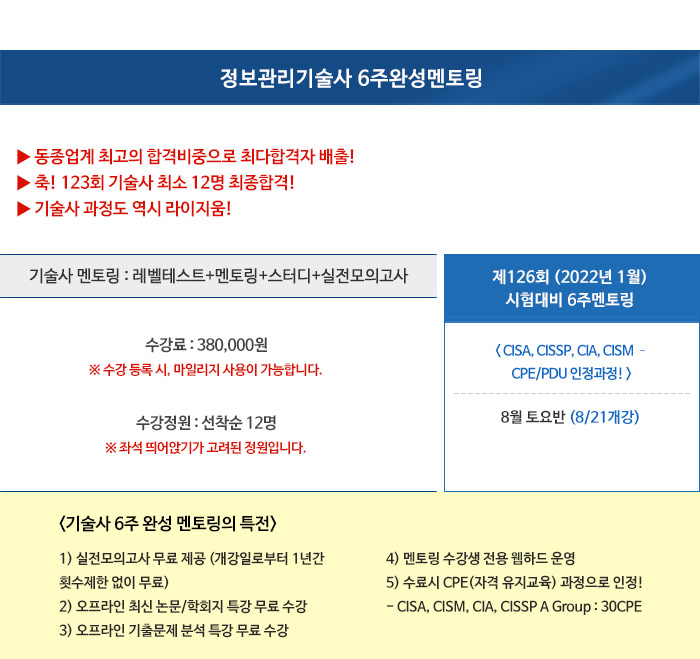 정보관리기술사 6주완성멘토링
▶ 동종업계 최고의 합격비중으로 최다합격자 배출!
▶ 축! 123회 기술사 최소 12명 최종합격!
▶ 기술사 과정도 역시 라이지움!
기술사 멘토링 : 레벨테스트+멘토링+스터디+실전모의고사
수강료 : 380,000원
※ 수강 등록 시, 마일리지 사용이 가능합니다.
수강정원 : 선착순 12명
※ 좌석 띄어앉기가 고려된 정원입니다.
제126회 (2022년 1월)
시험대비 6주멘토링
< CISA, CISSP, CIA, CISM -
CPE/PDU 인정과정! >
8월 토요반 (8/21개강)
<기술사 6주 완성 멘토링의 특전>
1) 실전모의고사 무료 제공 (개강일로부터 1년간
횟수제한 없이 무료)
2) 오프라인 최신 논문/학회지 특강 무료 수강
3) 오프라인 기출문제 분석 특강 무료 수강
4) 멘토링 수강생 전용 웹하드 운영
5) 수료시 CPE(자격 유지교육) 과정으로 인정!
- CISA, CISM, CIA, CISSP A Group : 30CPE